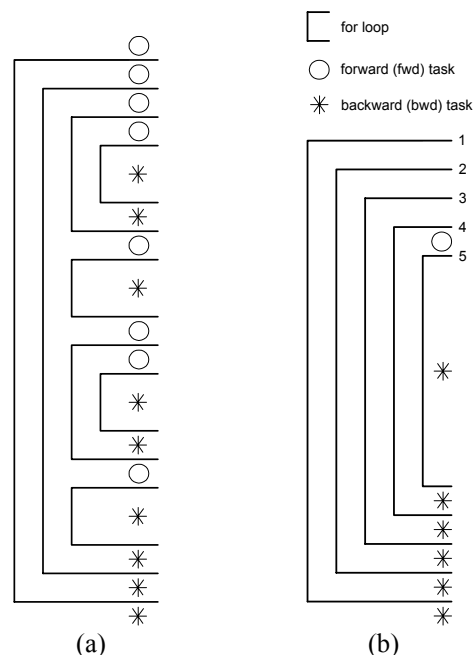 for loop
forward (fwd) task
backward (bwd) task
1
2
3
4
5
(a)
(b)